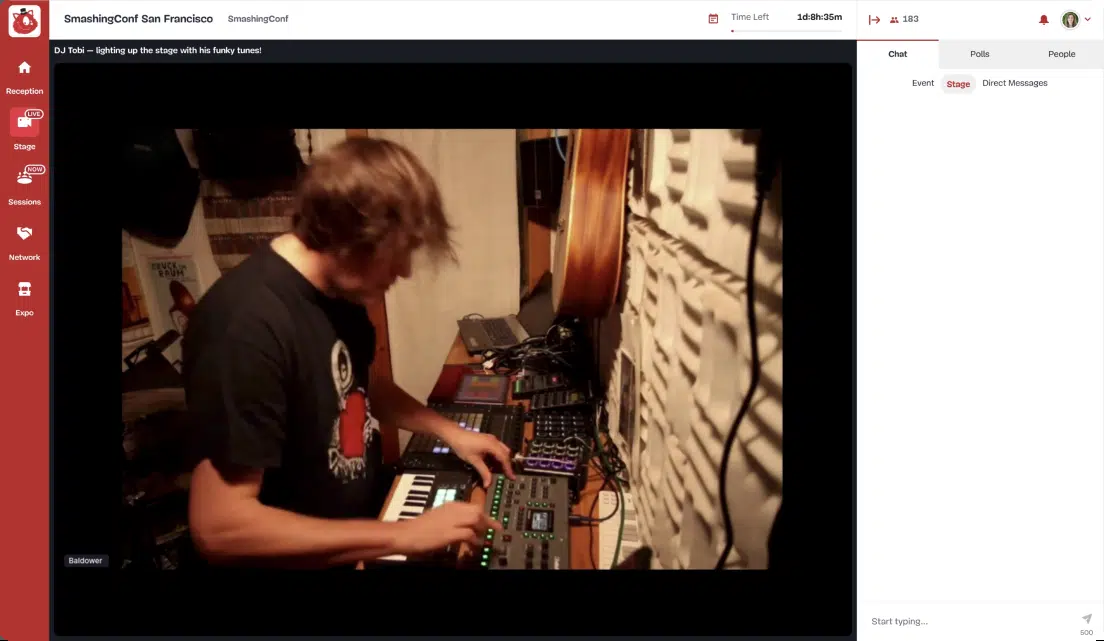 SmashingConf San Francisco SmashingConf Time Left 1d:8h:35m 183
DJ Tobi — lighting up the stage with his funky tunes!
Reception
LIVE
Stage
NOW
Sessions
Network
Expo
DRUCK IM
RAUM
Baldower
Chat Polls People
Event Stage Direct Messages
Start typing...
500